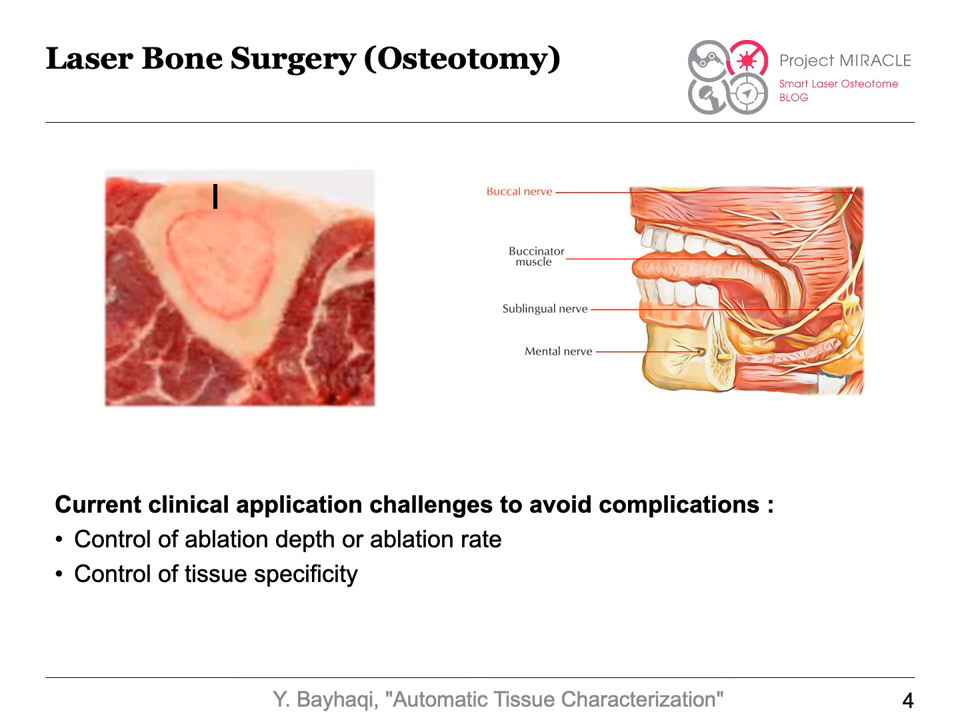 Laser Bone Surgery (Osteotomy)
Project MIRACLE
Smart Laser Osteotome
BLOG
Buccal nerve
Buccinator
muscle
Sublingual nerve
Mental nerve
Current clinical application challenges to avoid complications :
• Control of ablation depth or ablation rate
• Control of tissue specificity
Y. Bayhaqi, "Automatic Tissue Characterization"
4